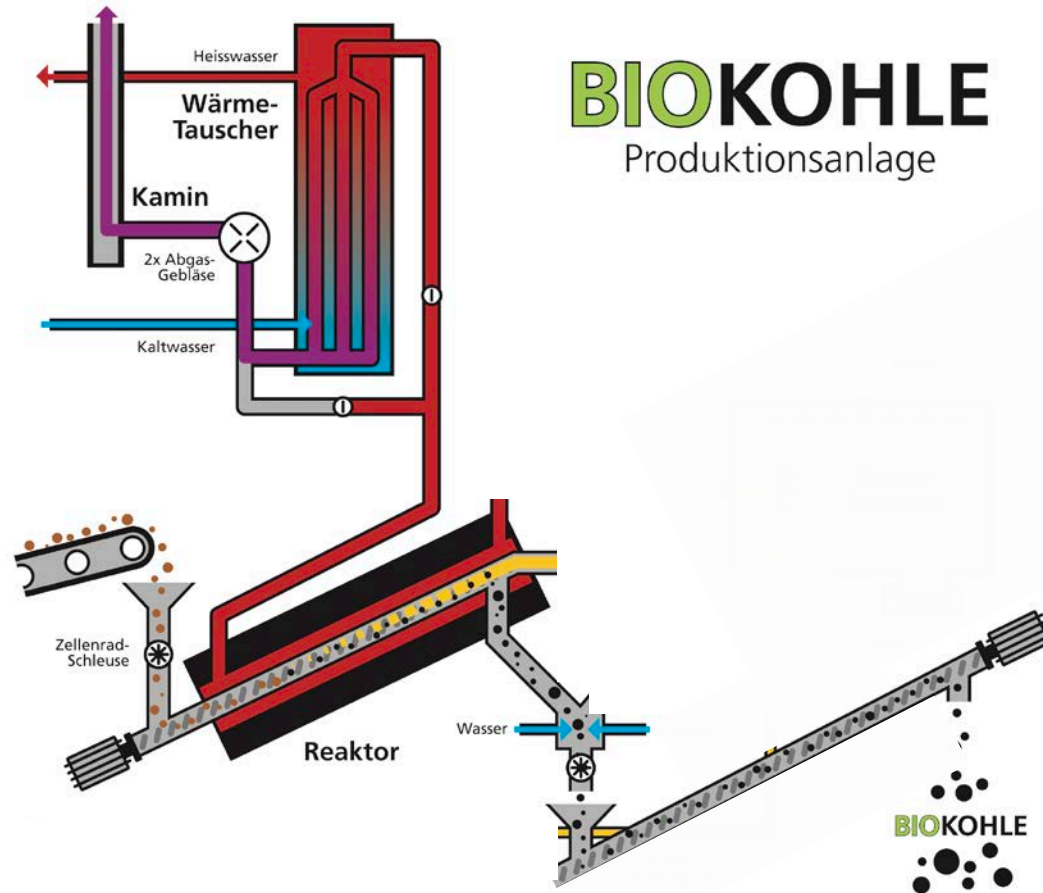 BIOKOHLE
Produktionsanlage
Heisswasser
Wärme-
Tauscher
Kamin
2x Abgas-
Gebläse
Kaltwasser
Zellenrad-
Schleuse
Reaktor
Wasser
BIOKOHLE